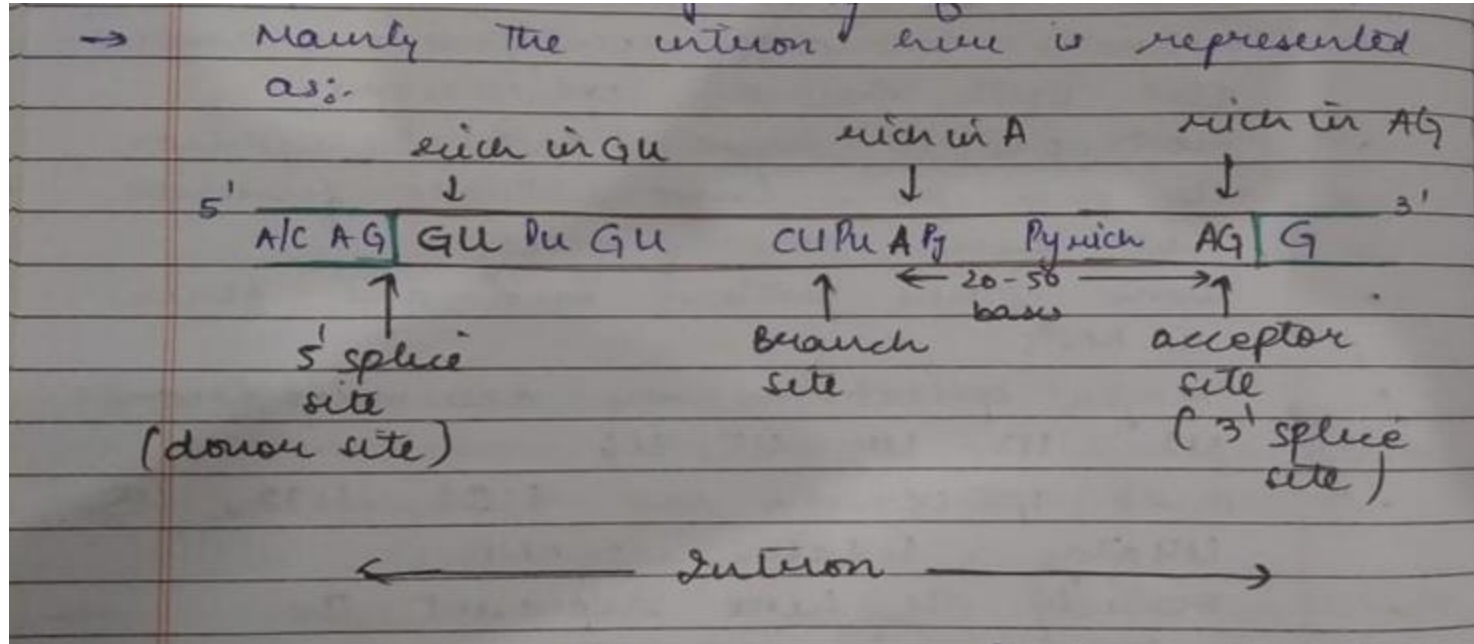 → Mainly the intron here is represented
as:-
rich in GU rich in A rich in AG
↓ ↓ ↓
5' A/C AG GU Pu GU CU Pu A Py Py rich AG G 3'
↑ ↑ ← 20-50 → ↑
bases
5' splice Branch acceptor
site site site
(donor site) (3' splice
site)
← Intron →